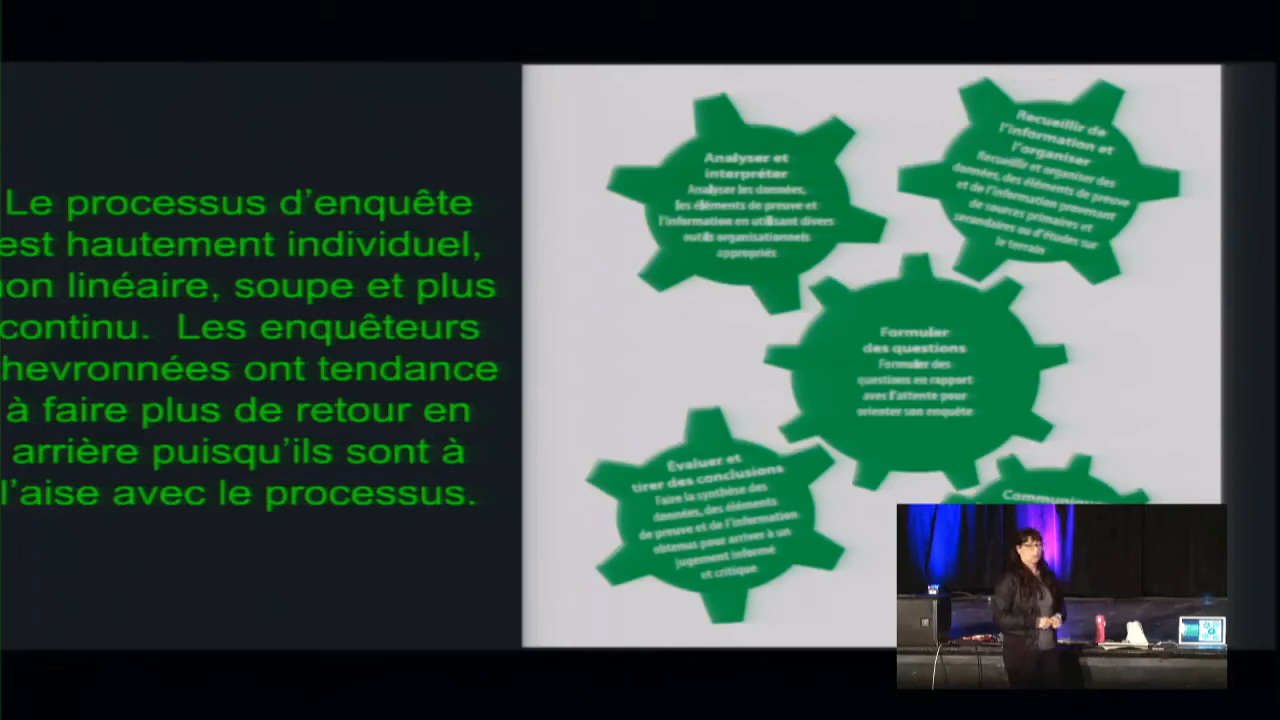 Le processus d'enquête
est hautement individuel,
non linéaire, soupe et plus
continu. Les enquêteurs
hevronnées ont tendance
à faire plus de retour en
arrière puisqu'ils sont à
l'aise avec le processus.
Analyser et
interpréter
Analyser les données,
les éléments de preuve et
l'information en utilisant divers
outils organisationnels
appropriés
Recueillir de
l'information et
l'organiser
Recueillir et organiser des
données, des éléments de preuve
et de l'information provenant
de sources primaires et
secondaires ou d'études sur
le terrain
Formuler
des questions
Formuler des
questions en rapport
avec l'attente pour
orienter son enquête
Évaluer et
tirer des conclusions
Faire la synthèse des
données, des éléments
de preuve et de l'information
obtenus pour arriver à un
jugement informé
et critique
Communique